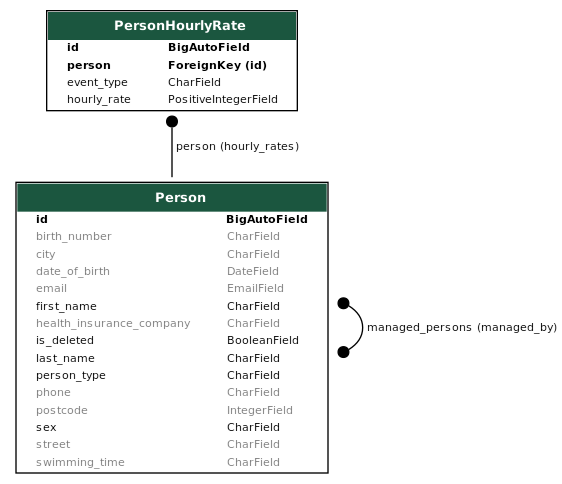 PersonHourlyRate
id BigAutoField
person ForeignKey (id)
event_type CharField
hourly_rate PositiveIntegerField
person (hourly_rates)
Person
id BigAutoField
birth_number CharField
city CharField
date_of_birth DateField
email EmailField
first_name CharField
health_insurance_company CharField
is_deleted BooleanField
last_name CharField
person_type CharField
phone CharField
postcode IntegerField
sex CharField
street CharField
swimming_time CharField
managed_persons (managed_by)